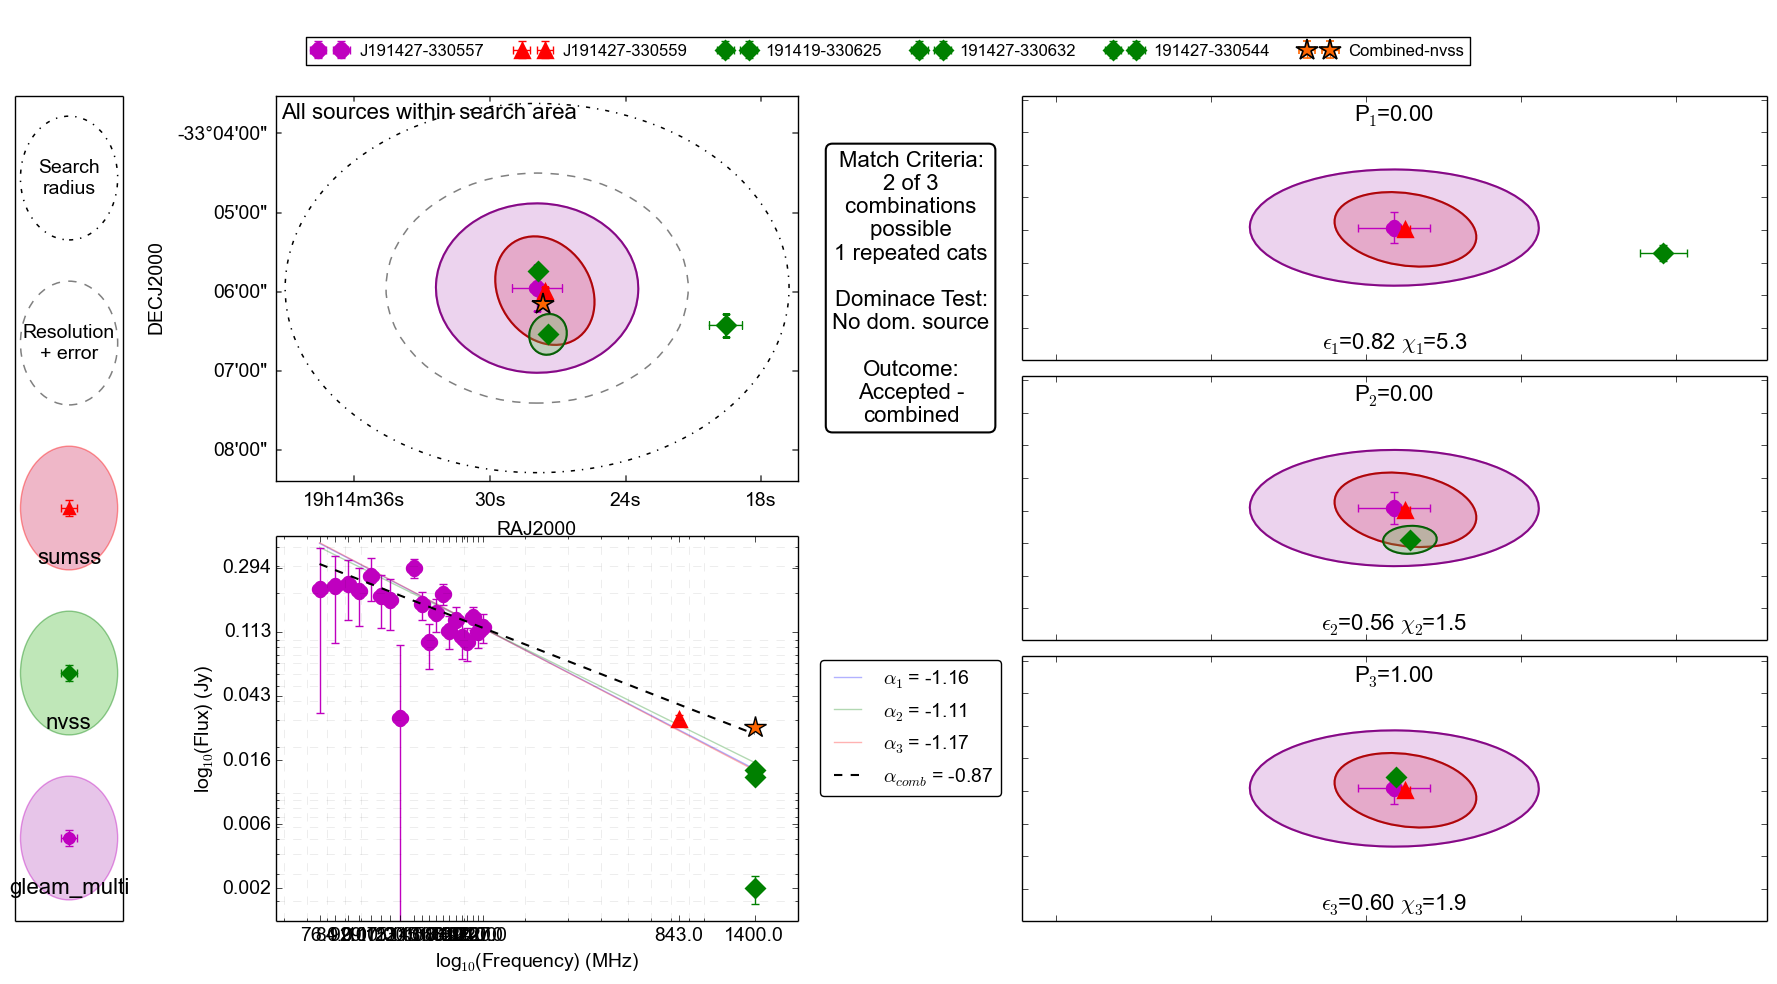 J191427-330557 J191427-330559 191419-330625 191427-330632 191427-330544 Combined-nvss
Search
radius
Resolution
+ error
sumss
nvss
gleam_multi
All sources within search area
DECJ2000
-33°04'00"
05'00"
06'00"
07'00"
08'00"
19h14m36s 30s 24s 18s
RAJ2000
Match Criteria:
2 of 3
combinations
possible
1 repeated cats
Dominace Test:
No dom. source
Outcome:
Accepted -
combined
log₁₀(Flux) (Jy)
0.294
0.113
0.043
0.016
0.006
0.002
843.0 1400.0
log₁₀(Frequency) (MHz)
α₁ = -1.16
α₂ = -1.11
α₃ = -1.17
α_comb = -0.87
P₁=0.00
ϵ₁=0.82 χ₁=5.3
P₂=0.00
ϵ₂=0.56 χ₂=1.5
P₃=1.00
ϵ₃=0.60 χ₃=1.9